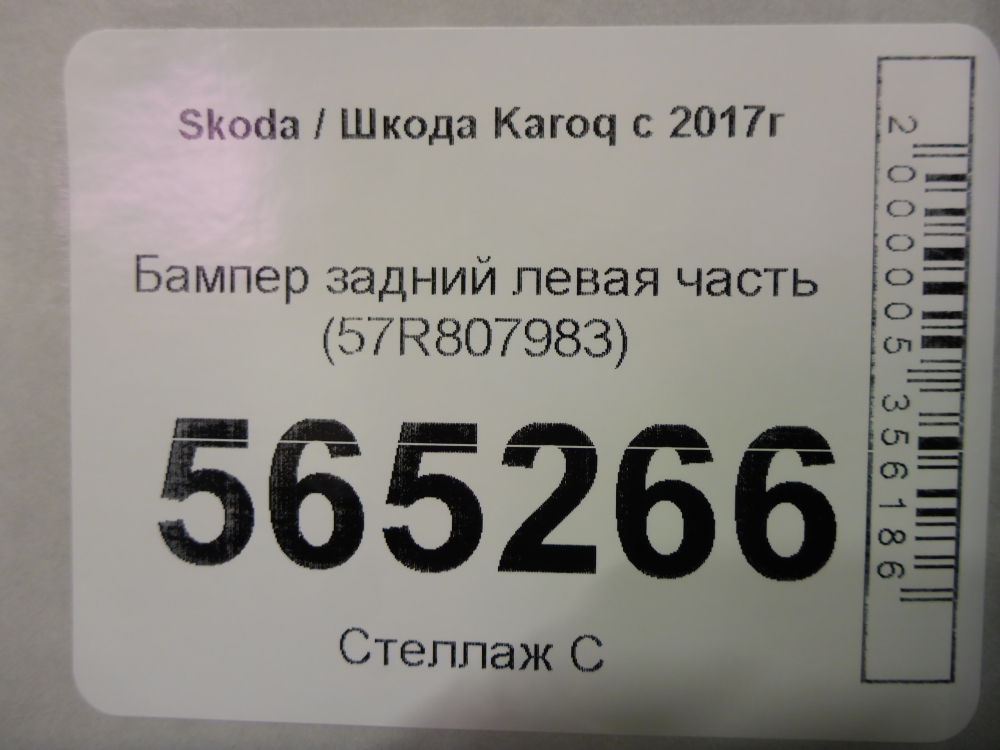 Skoda / Шкода Karoq с 2017г
Бампер задний левая часть
(57R807983)
565266
Стеллаж С
2000005356186